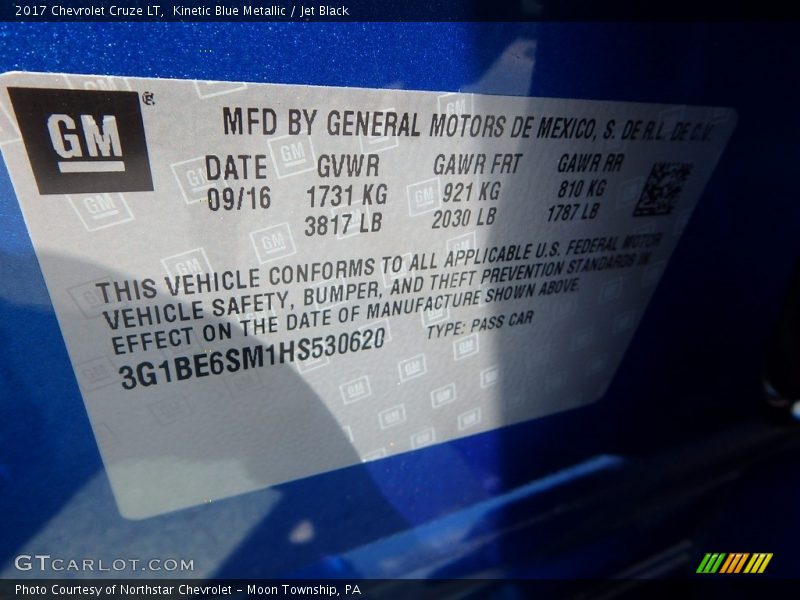 2017 Chevrolet Cruze LT,  Kinetic Blue Metallic / Jet Black
GM ®
MFD BY GENERAL MOTORS DE MEXICO, S. DE R.L. DE C.V.
DATE GVWR GAWR FRT GAWR RR
09/16 1731 KG 921 KG 810 KG
3817 LB 2030 LB 1787 LB
THIS VEHICLE CONFORMS TO ALL APPLICABLE U.S. FEDERAL MOTOR
VEHICLE SAFETY, BUMPER, AND THEFT PREVENTION STANDARDS IN
EFFECT ON THE DATE OF MANUFACTURE SHOWN ABOVE.
3G1BE6SM1HS530620 TYPE: PASS CAR
GTCARLOT.COM
Photo Courtesy of Northstar Chevrolet - Moon Township, PA